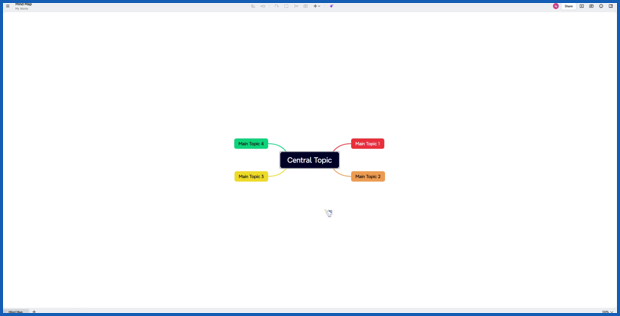 Mind Map
Share
Main Topic 4
Main Topic 1
Central Topic
Main Topic 3
Main Topic 2
Mind Map